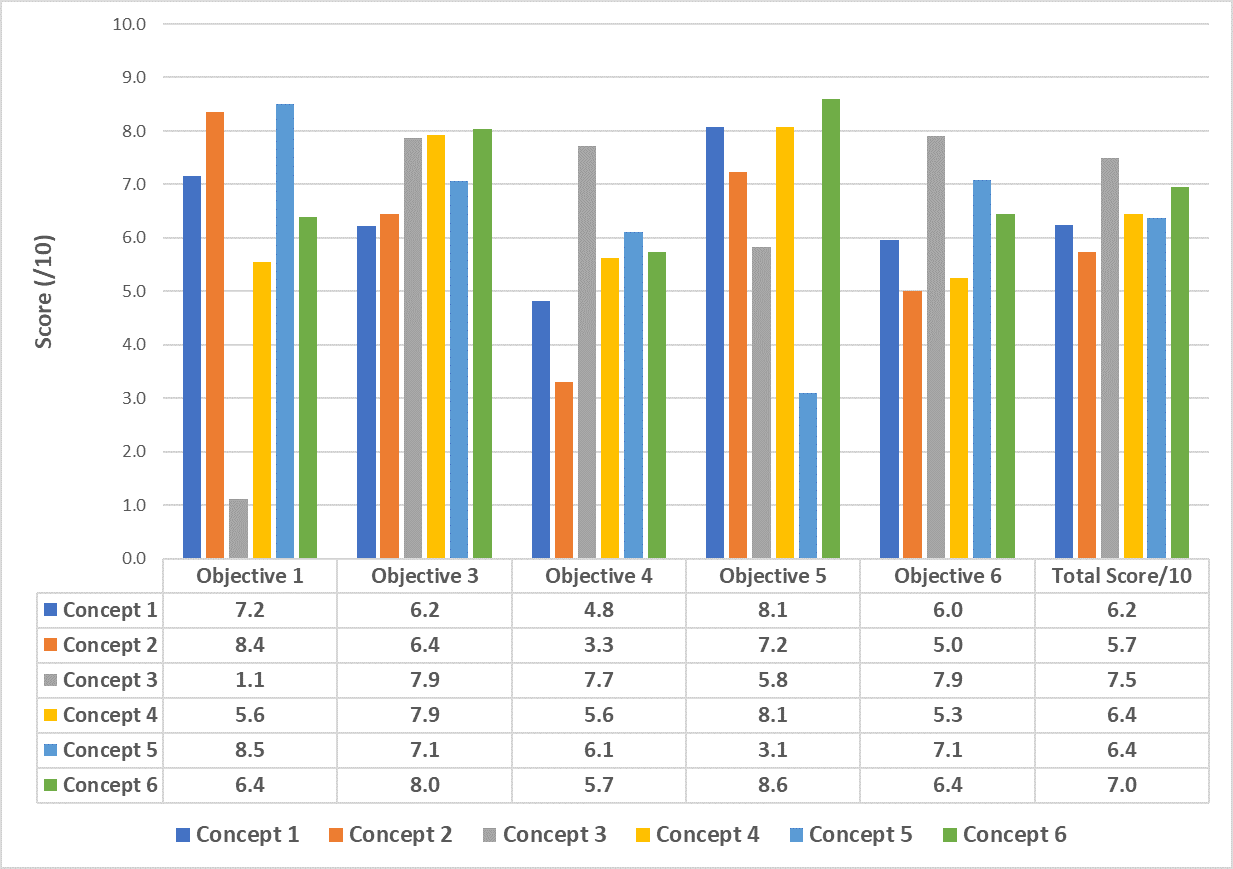 10.0
9.0
8.0
7.0
6.0
5.0
4.0
3.0
2.0
1.0
0.0
Score (/10)
Objective 1 Objective 3 Objective 4 Objective 5 Objective 6 Total Score/10
Concept 1 7.2 6.2 4.8 8.1 6.0 6.2
Concept 2 8.4 6.4 3.3 7.2 5.0 5.7
Concept 3 1.1 7.9 7.7 5.8 7.9 7.5
Concept 4 5.6 7.9 5.6 8.1 5.3 6.4
Concept 5 8.5 7.1 6.1 3.1 7.1 6.4
Concept 6 6.4 8.0 5.7 8.6 6.4 7.0
Concept 1 Concept 2 Concept 3 Concept 4 Concept 5 Concept 6